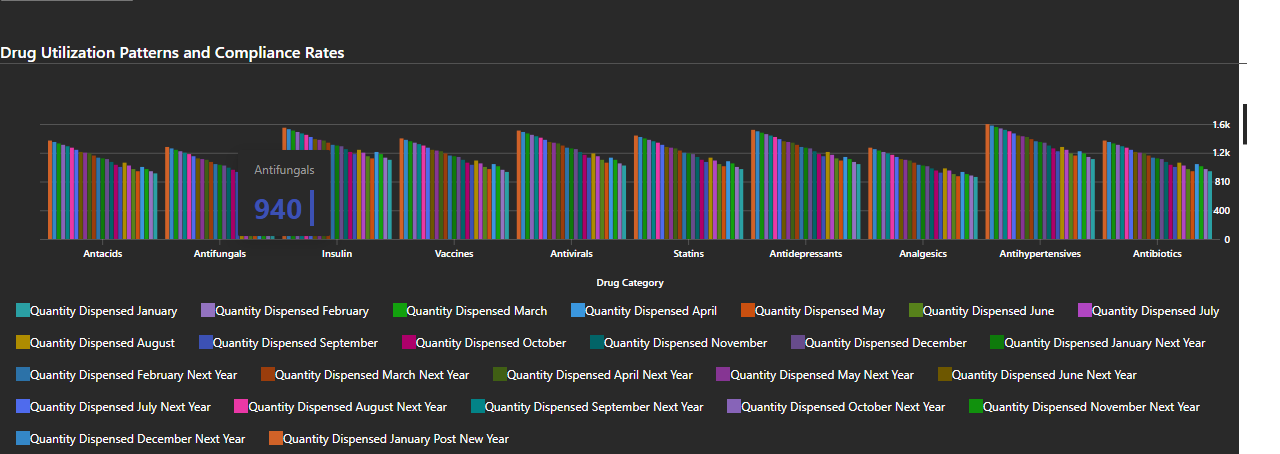 Drug Utilization Patterns and Compliance Rates
1.6k
1.2k
810
400
0
Antifungals
940
Antacids Antifungals Insulin Vaccines Antivirals Statins Antidepressants Analgesics Antihypertensives Antibiotics
Drug Category
Quantity Dispensed January Quantity Dispensed February Quantity Dispensed March Quantity Dispensed April Quantity Dispensed May Quantity Dispensed June Quantity Dispensed July
Quantity Dispensed August Quantity Dispensed September Quantity Dispensed October Quantity Dispensed November Quantity Dispensed December Quantity Dispensed January Next Year
Quantity Dispensed February Next Year Quantity Dispensed March Next Year Quantity Dispensed April Next Year Quantity Dispensed May Next Year Quantity Dispensed June Next Year
Quantity Dispensed July Next Year Quantity Dispensed August Next Year Quantity Dispensed September Next Year Quantity Dispensed October Next Year Quantity Dispensed November Next Year
Quantity Dispensed December Next Year Quantity Dispensed January Post New Year